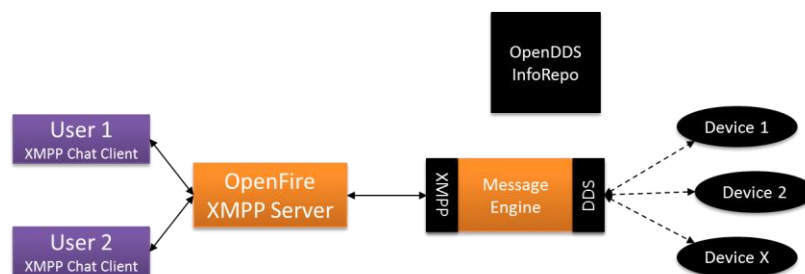 OpenDDS
InfoRepo
User 1
XMPP Chat Client
OpenFire
XMPP Server
User 2
XMPP Chat Client
XMPP
Message
Engine
DDS
Device 1
Device 2
Device X